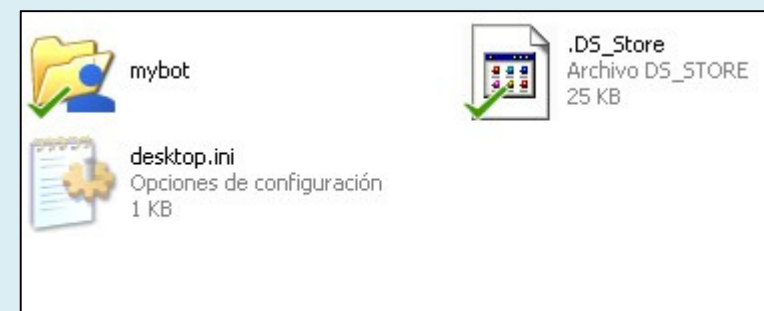 mybot
.DS_Store
Archivo DS_STORE
25 KB
desktop.ini
Opciones de configuración
1 KB